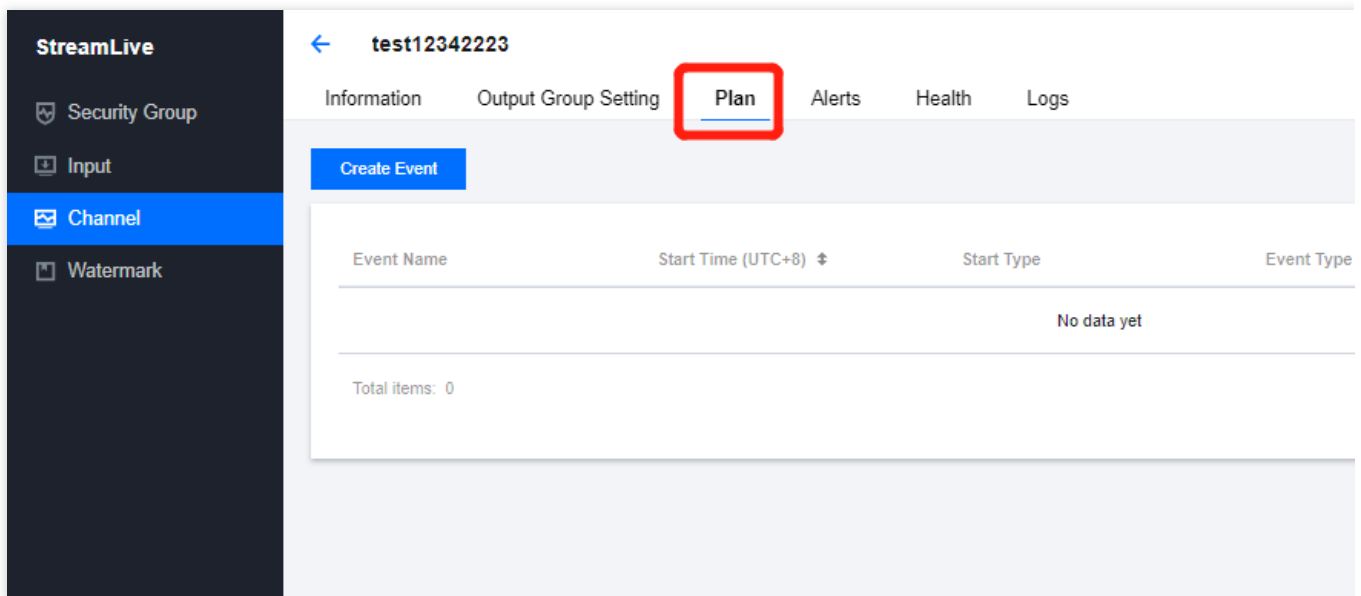 StreamLive
Security Group
Input
Channel
Watermark
test12342223
Information Output Group Setting Plan Alerts Health Logs
Create Event
Event Name Start Time (UTC+8) Start Type Event Type
No data yet
Total items: 0